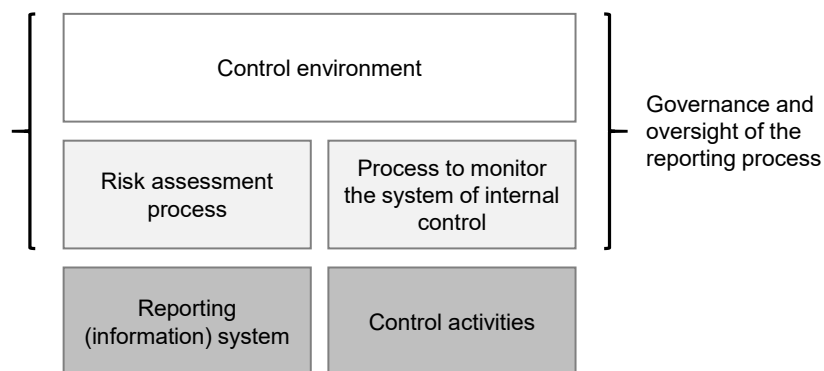 Control environment
Governance and
oversight of the
reporting process
Risk assessment
process
Process to monitor
the system of internal
control
Reporting
(information) system
Control activities